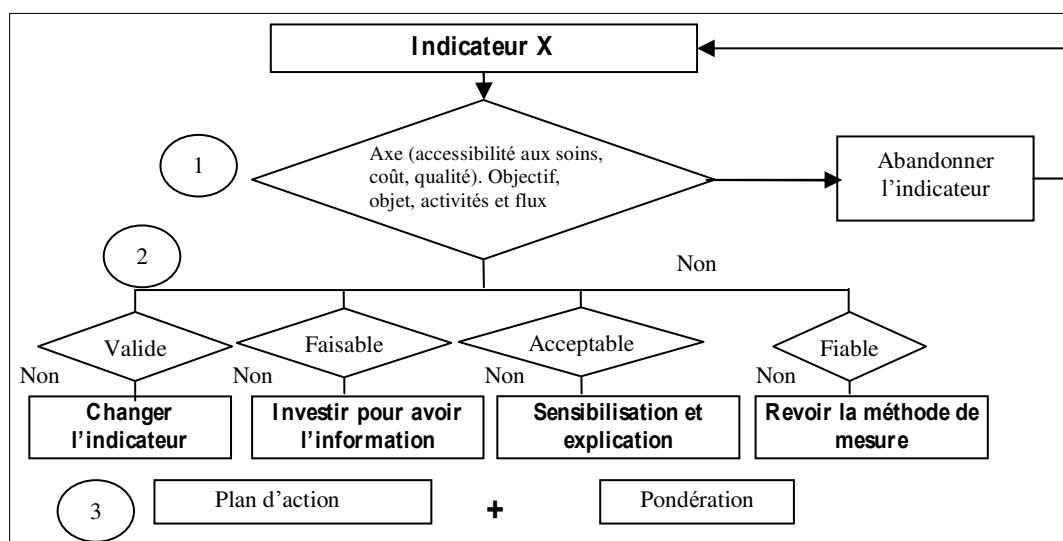 Indicateur X
1
Axe (accessibilité aux soins,
coût, qualité). Objectif,
objet, activités et flux
Abandonner
l’indicateur
2
Non
Valide
Faisable
Acceptable
Fiable
Non
Non
Non
Non
Changer
l’indicateur
Investir pour avoir
l’information
Sensibilisation et
explication
Revoir la méthode de
mesure
3
Plan d’action
+
Pondération